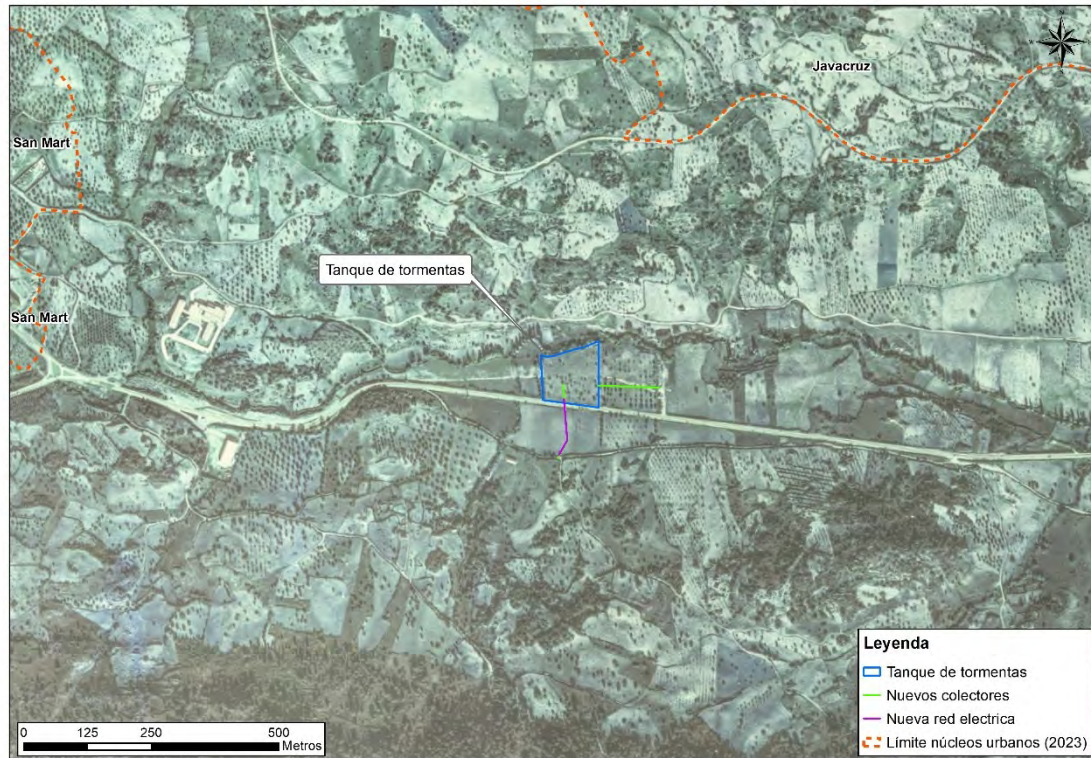 Javacruz
San Mart
San Mart
Tanque de tormentas
Leyenda
Tanque de tormentas
Nuevos colectores
Nueva red electrica
Límite núcleos urbanos (2023)
0 125 250 500
Metros